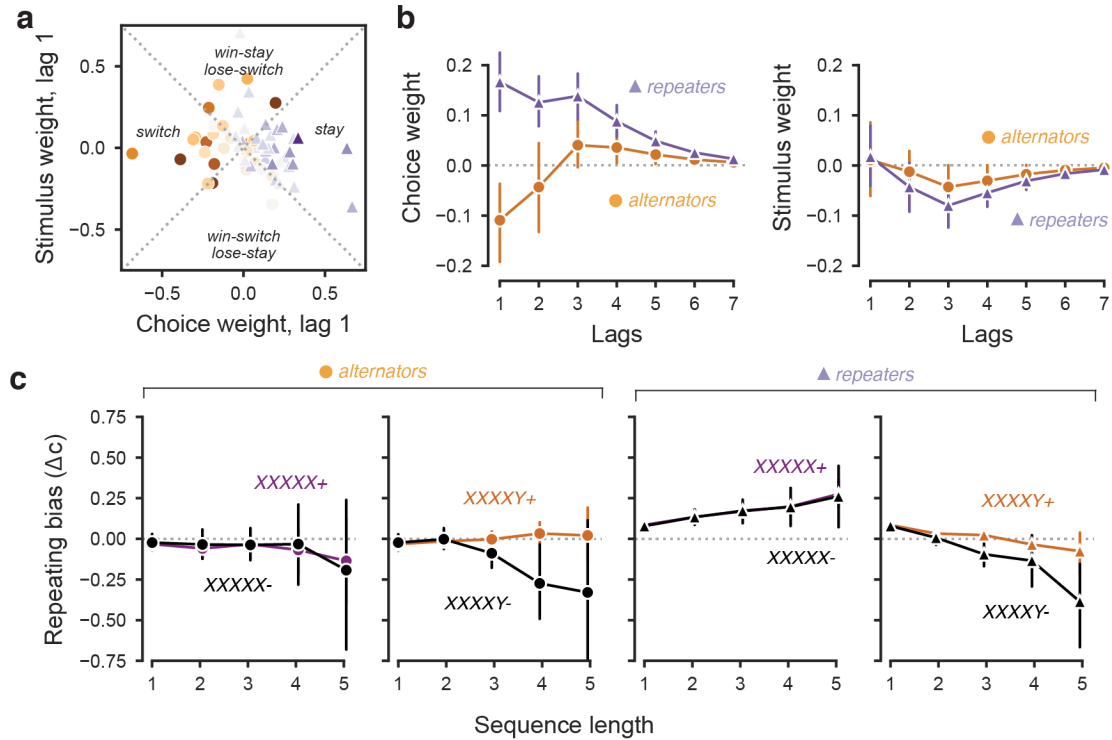 a
Stimulus weight, lag 1
0.5
0.0
−0.5
win-stay
lose-switch
switch
stay
win-switch
lose-stay
−0.5
0.0
0.5
Choice weight, lag 1
b
Choice weight
0.2
0.1
0.0
−0.1
−0.2
repeaters
alternators
1 2 3 4 5 6 7
Lags
Stimulus weight
0.2
0.1
0.0
−0.1
−0.2
alternators
repeaters
1 2 3 4 5 6 7
Lags
c
alternators
repeaters
Repeating bias (Δc)
0.75
0.50
0.25
0.00
−0.25
−0.50
−0.75
XXXXX+
XXXXX-
1 2 3 4 5
XXXXY+
XXXXY-
1 2 3 4 5
XXXXX+
XXXXX-
1 2 3 4 5
XXXXY+
XXXXY-
1 2 3 4 5
Sequence length